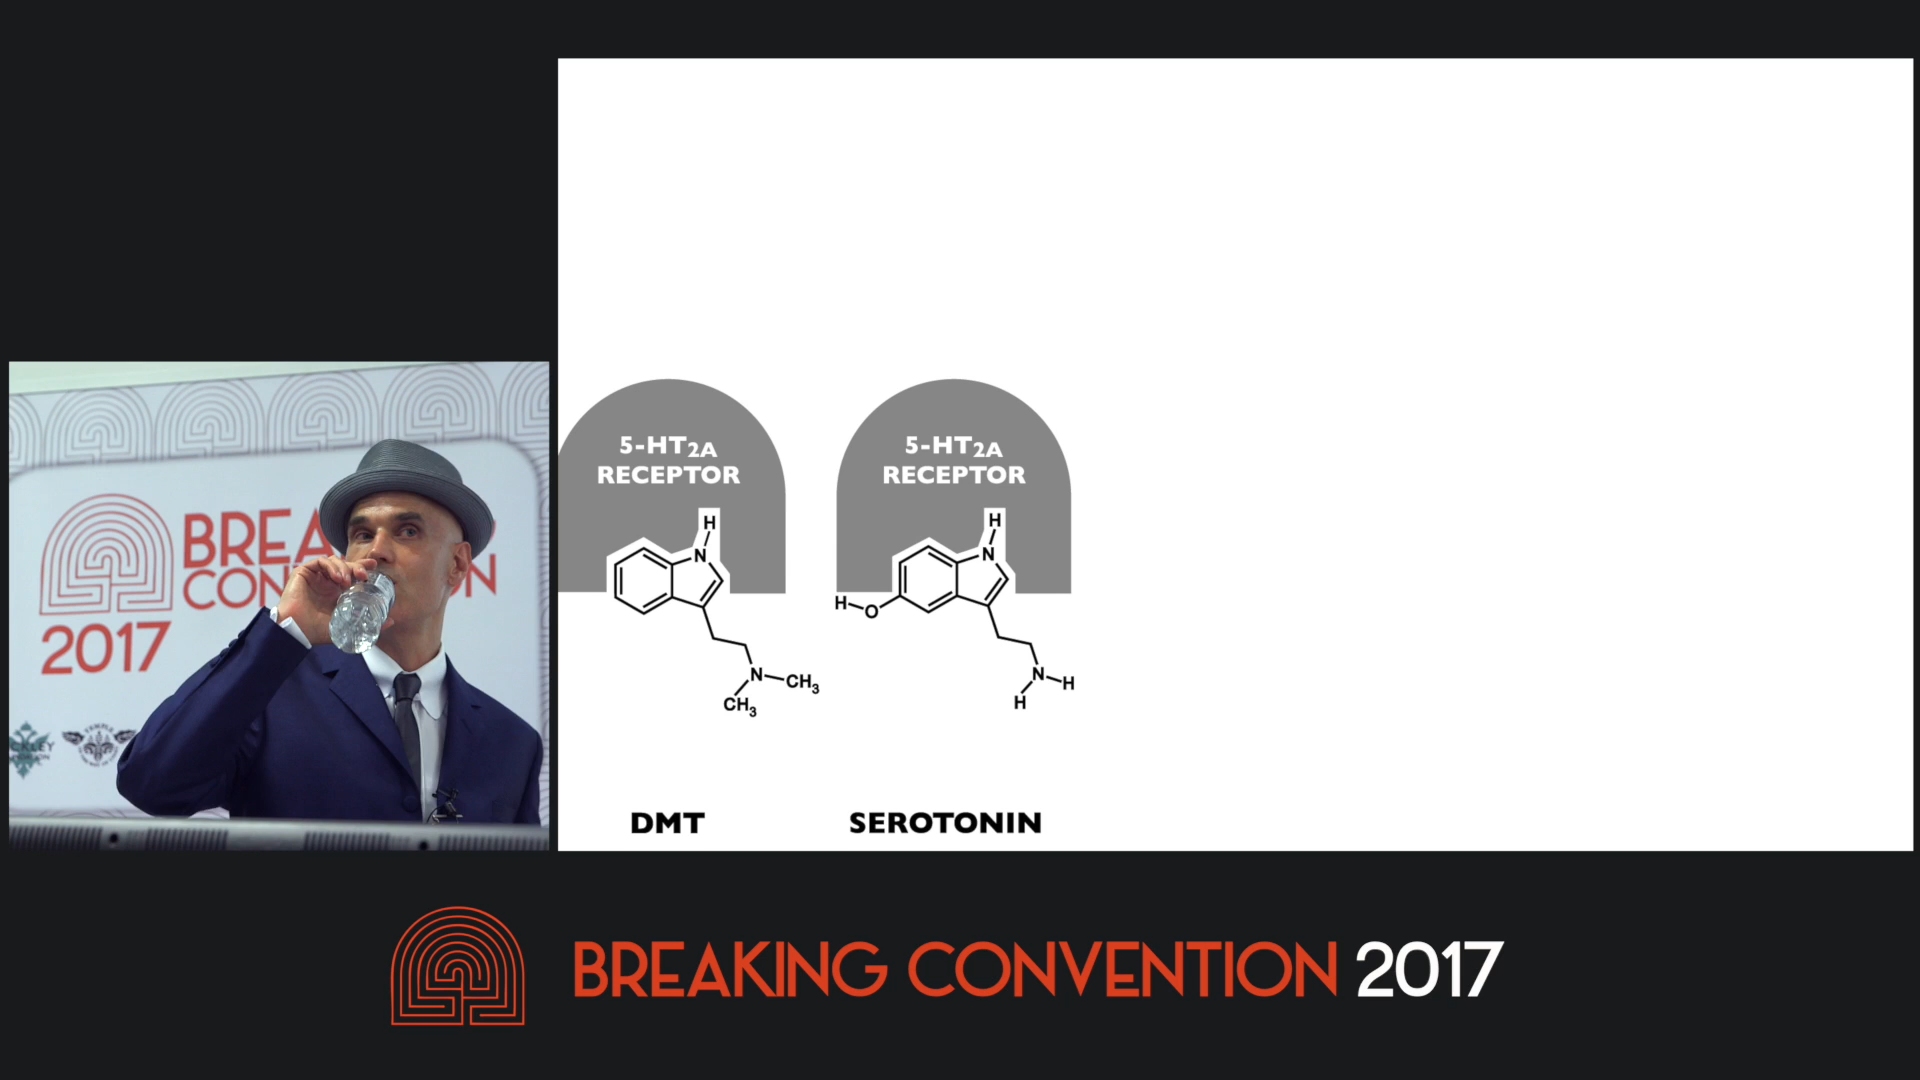 5-HT2A
RECEPTOR
H
N
N
CH3
CH3
DMT
5-HT2A
RECEPTOR
H
N
H
O
N
H
H
SEROTONIN
BREA
CON
N
2017
BREAKING CONVENTION 2017